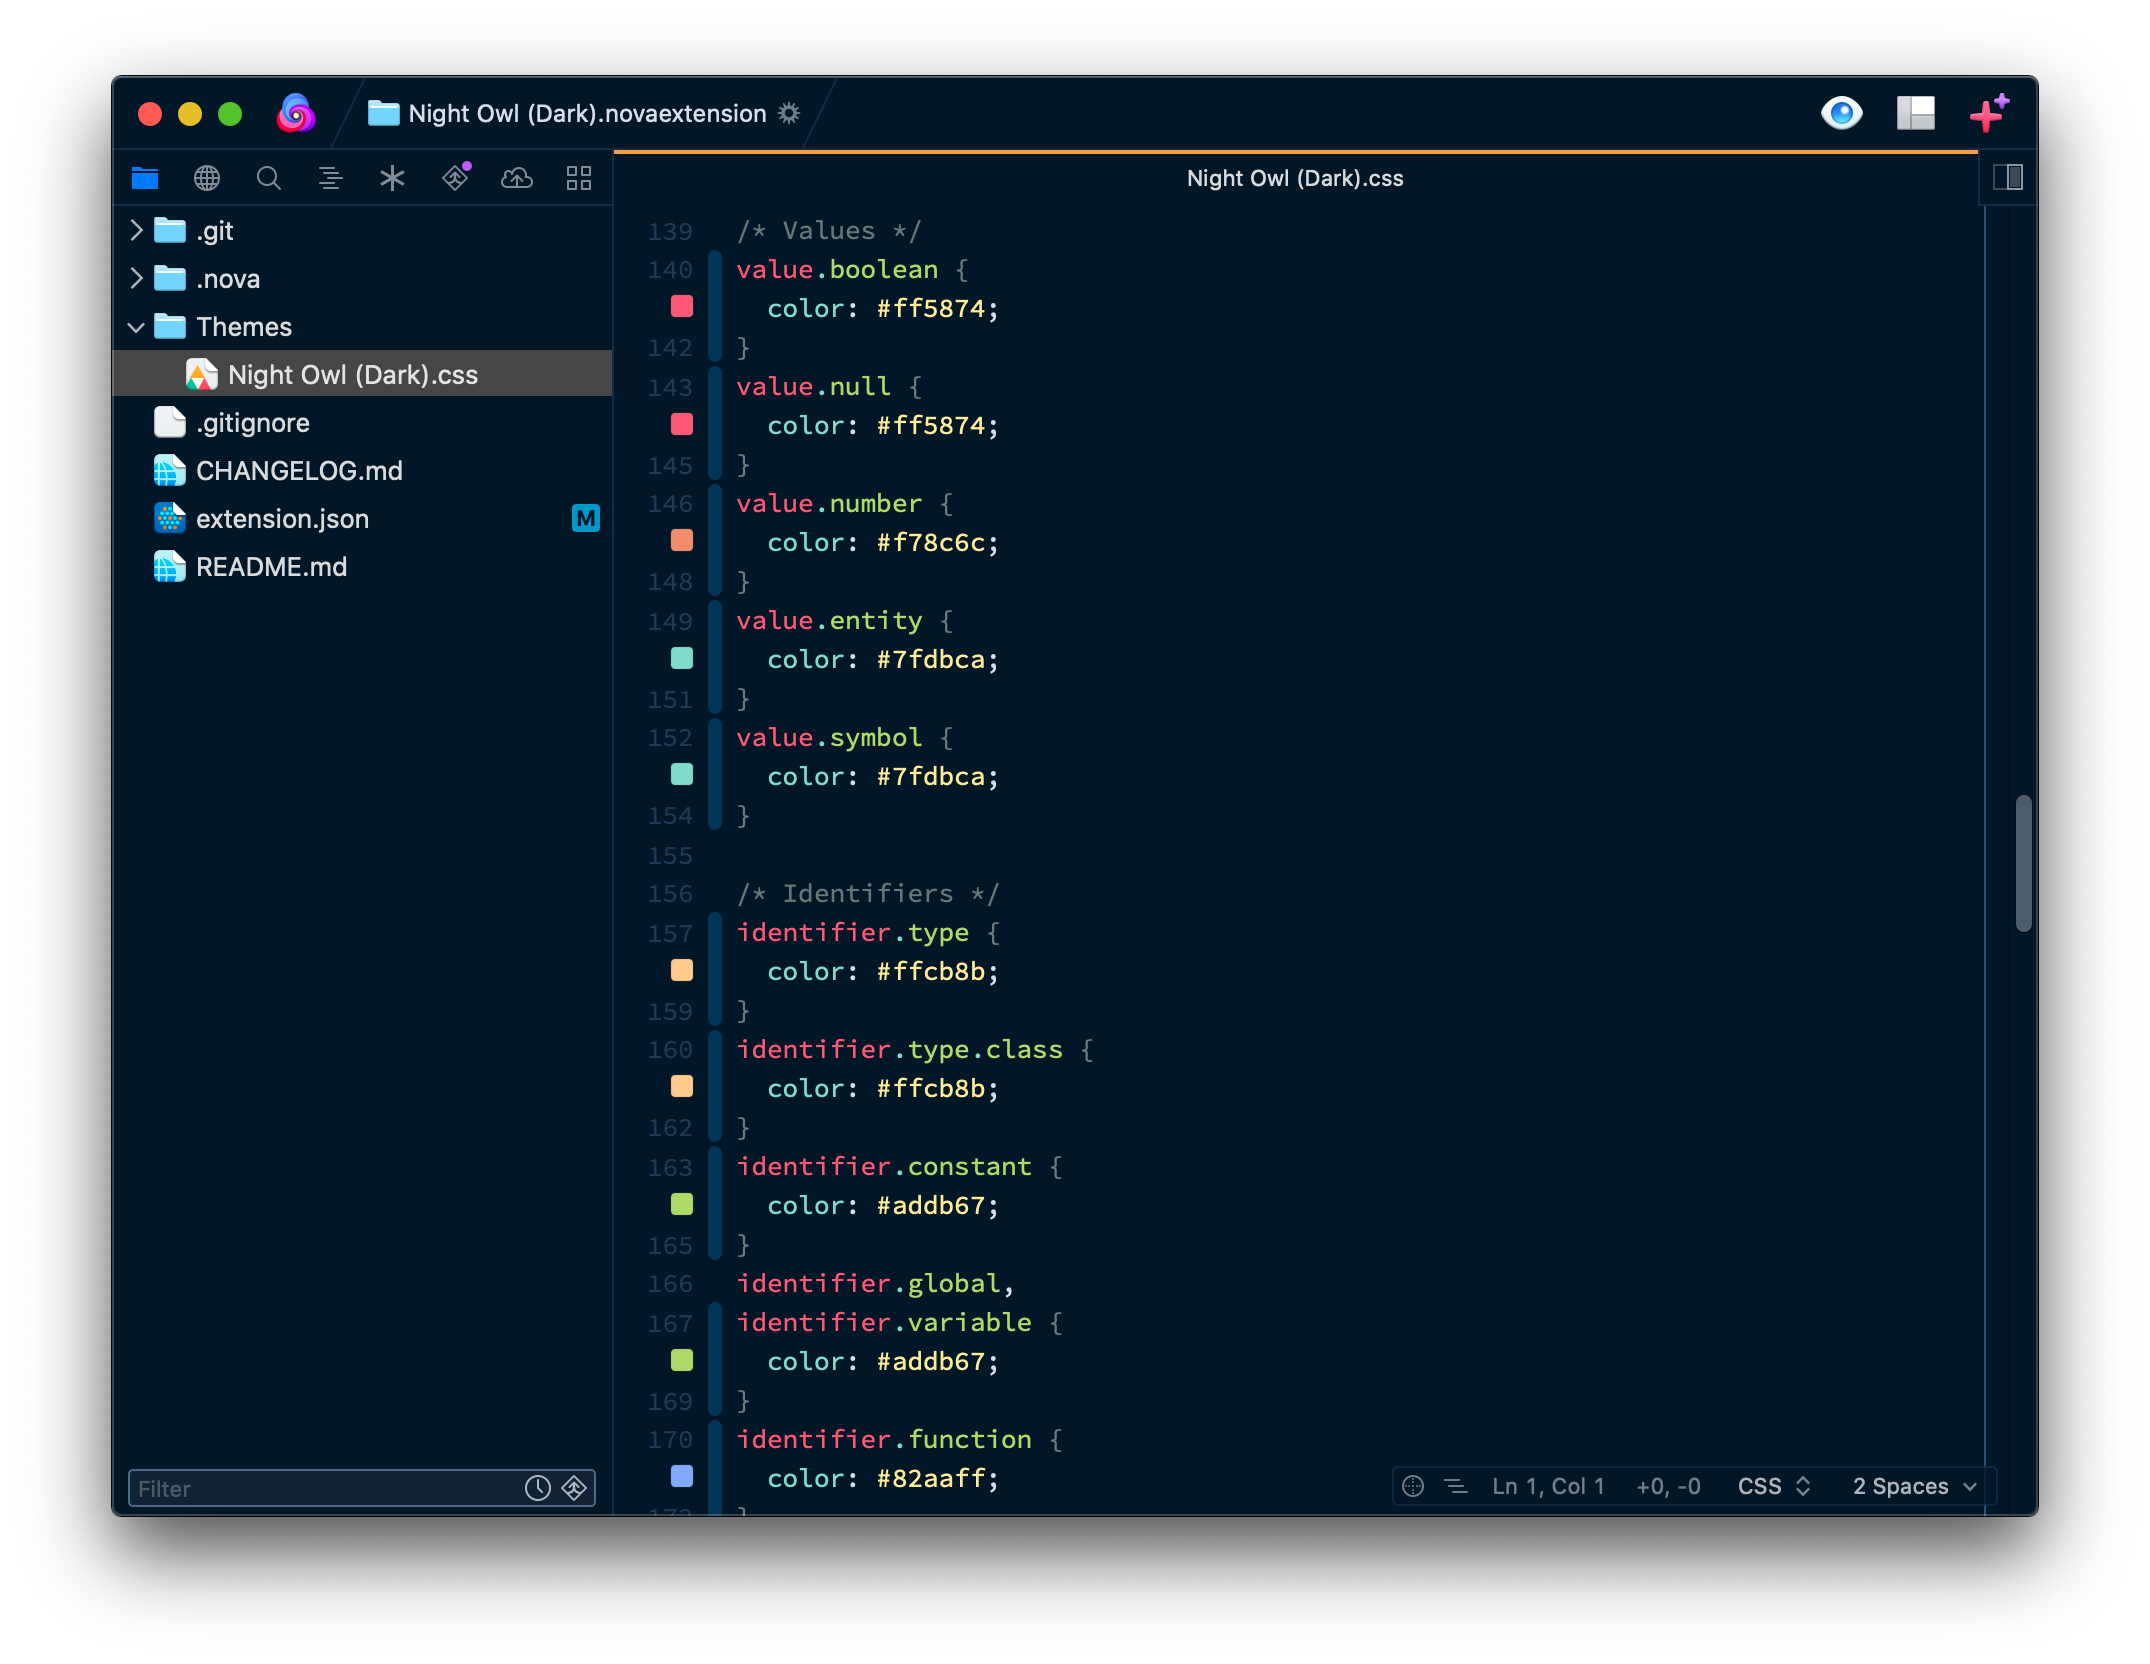 Night Owl (Dark).novaextension
Night Owl (Dark).css
.git
.nova
Themes
Night Owl (Dark).css
.gitignore
CHANGELOG.md
extension.json M
README.md
Filter
139 /* Values */
140 value.boolean {
color: #ff5874;
142 }
143 value.null {
color: #ff5874;
145 }
146 value.number {
color: #f78c6c;
148 }
149 value.entity {
color: #7fdbca;
151 }
152 value.symbol {
color: #7fdbca;
154 }
155
156 /* Identifiers */
157 identifier.type {
color: #ffcb8b;
159 }
160 identifier.type.class {
color: #ffcb8b;
162 }
163 identifier.constant {
color: #addb67;
165 }
166 identifier.global,
167 identifier.variable {
color: #addb67;
169 }
170 identifier.function {
color: #82aaff;
Ln 1, Col 1 +0, -0 CSS 2 Spaces